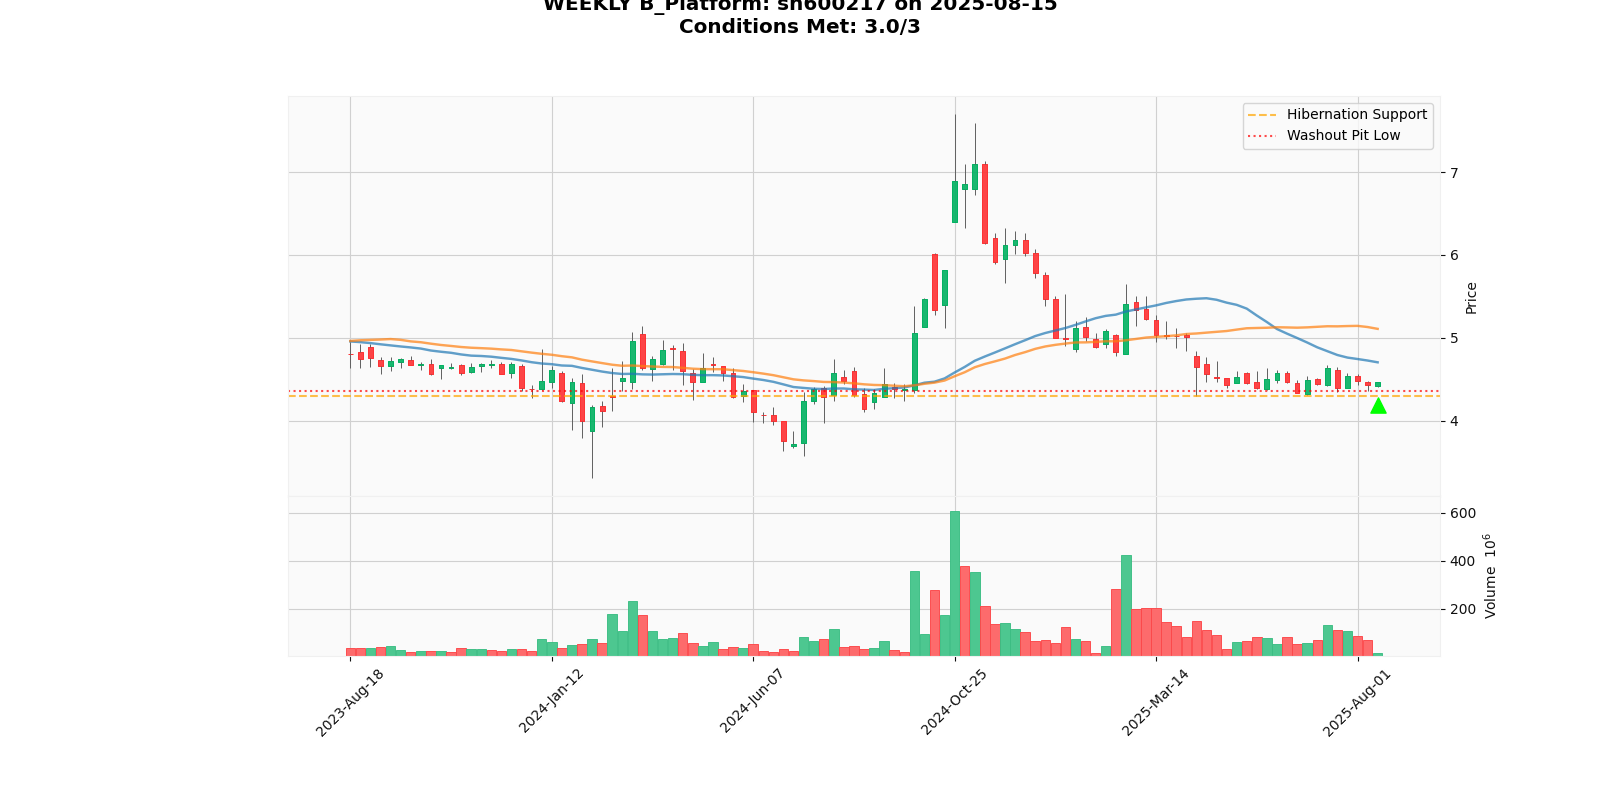 WEEKLY B_Platform: sh600217 on 2025-08-15
Conditions Met: 3.0/3
Hibernation Support
Washout Pit Low
7
6
5
4
Price
600
400
200
Volume 10⁶
2023-Aug-18
2024-Jan-12
2024-Jun-07
2024-Oct-25
2025-Mar-14
2025-Aug-01